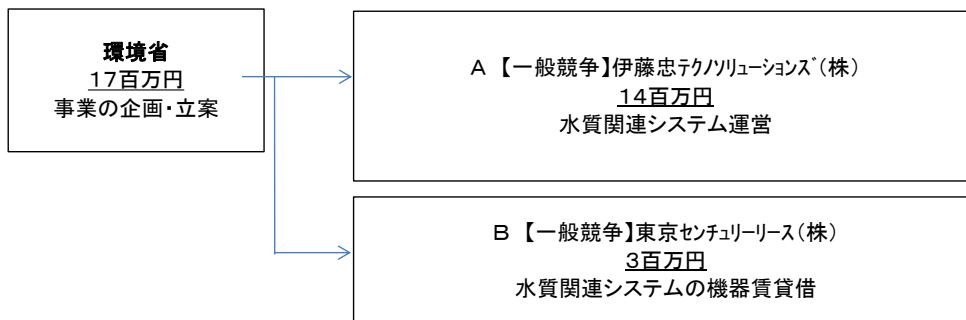 環境省
17百万円
事業の企画・立案
A 【一般競争】伊藤忠ﾃｸﾉｿﾘｭｰｼｮﾝｽﾞ(株)
14百万円
水質関連システム運営
B 【一般競争】東京ｾﾝﾁｭﾘｰﾘｰｽ(株)
3百万円
水質関連システムの機器賃貸借